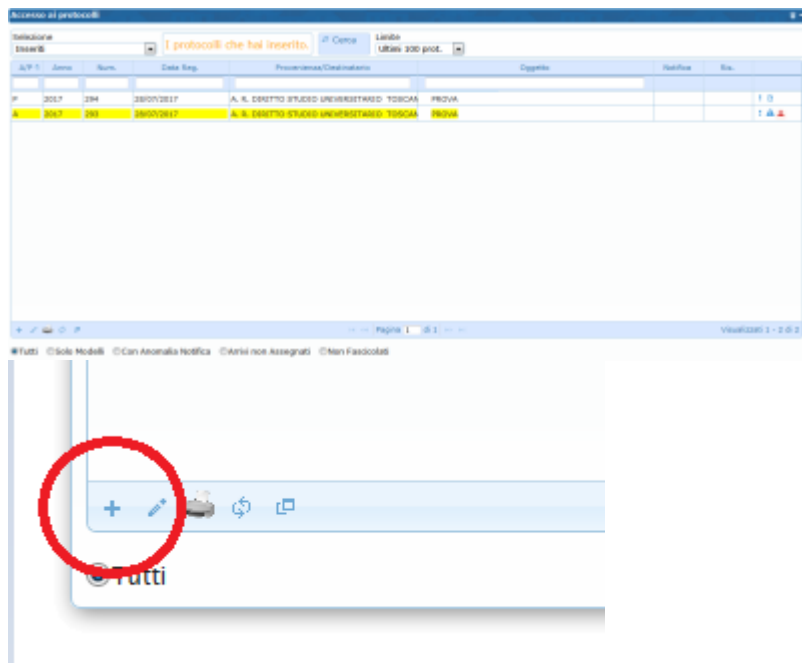 Accesso ai protocolli
Selezione
Inseriti
I protocolli che hai inserito.
Cerca
Limite
Ultimi 100 prot.
A/P Anno Num. Data Reg. Provenienza/Destinatario Oggetto Notifica Ris.
P 2017 294 28/07/2017 A. R. DIRITTO STUDIO UNIVERSITARIO TOSCAN PROVA
A 2017 293 28/07/2017 A. R. DIRITTO STUDIO UNIVERSITARIO TOSCAN PROVA
Pagina 1 di 1
Visualizzati 1 - 2 di 2
Tutti Solo Modelli Con Anomalia Notifica Arrivi non Assegnati Non Fascicolati
Tutti